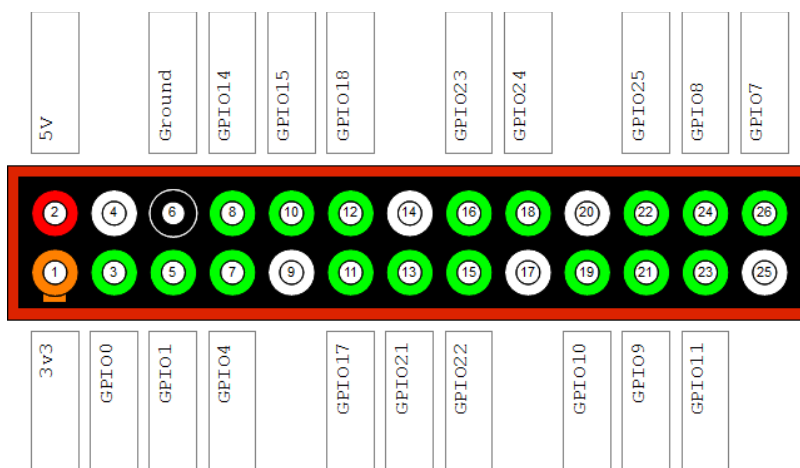 5V
Ground
GPIO14
GPIO15
GPIO18
GPIO23
GPIO24
GPIO25
GPIO8
GPIO7
2
4
6
8
10
12
14
16
18
20
22
24
26
1
3
5
7
9
11
13
15
17
19
21
23
25
3v3
GPIO0
GPIO1
GPIO4
GPIO17
GPIO21
GPIO22
GPIO10
GPIO9
GPIO11